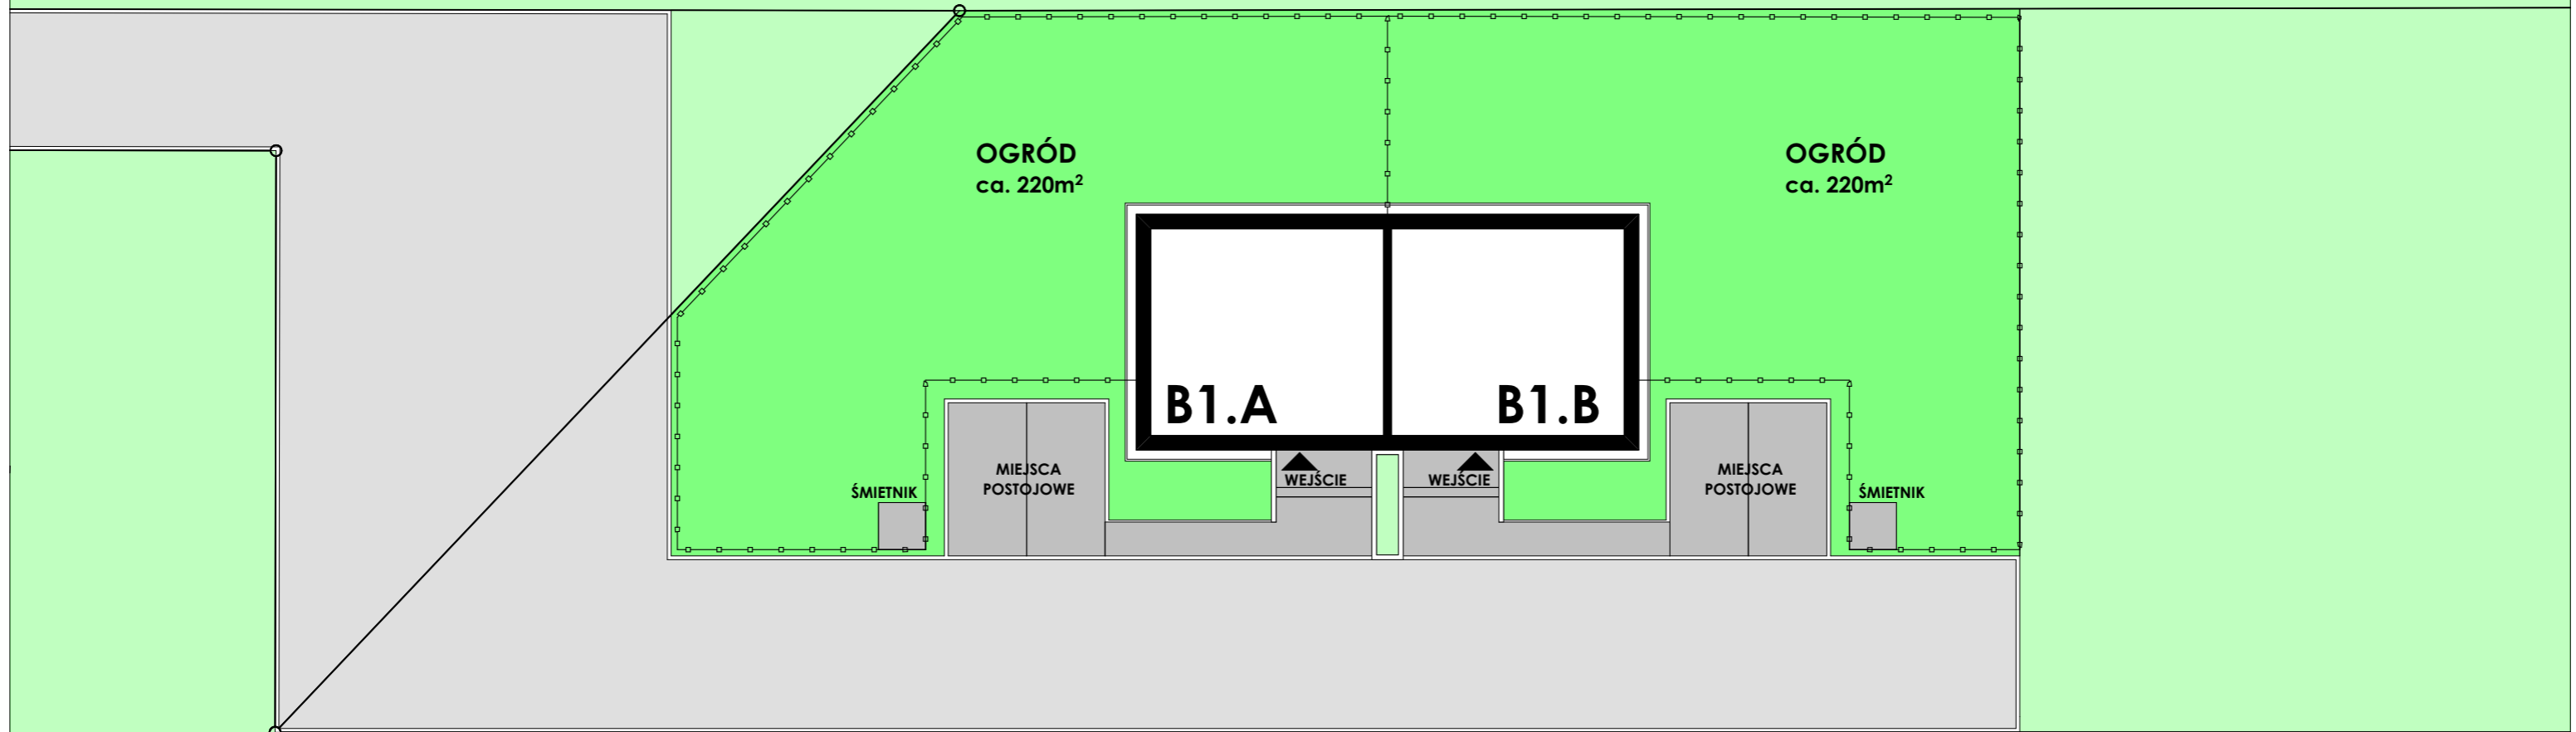 OGRÓD
ca. 220m²
OGRÓD
ca. 220m²
B1.A
B1.B
MIEJSCA
POSTOJOWE
ŚMIETNIK
WEJŚCIE
WEJŚCIE
MIEJSCA
POSTOJOWE
ŚMIETNIK